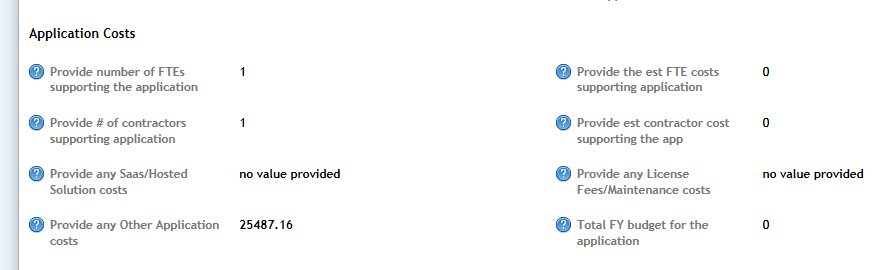 Application Costs
Provide number of FTEs
supporting the application
1
Provide the est FTE costs
supporting application
0
Provide # of contractors
supporting application
1
Provide est contractor cost
supporting the app
0
Provide any Saas/Hosted
Solution costs
no value provided
Provide any License
Fees/Maintenance costs
no value provided
Provide any Other Application
costs
25487.16
Total FY budget for the
application
0